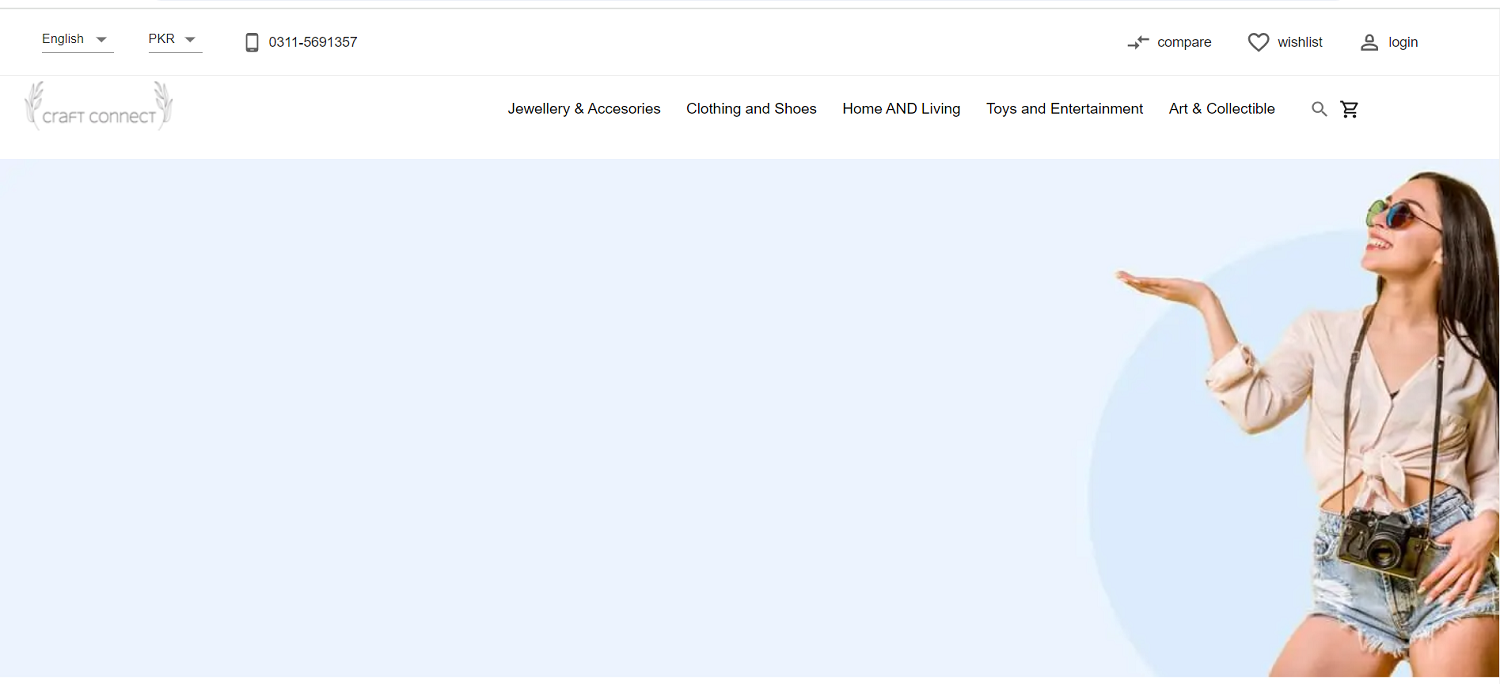 English PKR 0311-5691357 compare wishlist login
craft connect Jewellery & Accesories Clothing and Shoes Home AND Living Toys and Entertainment Art & Collectible